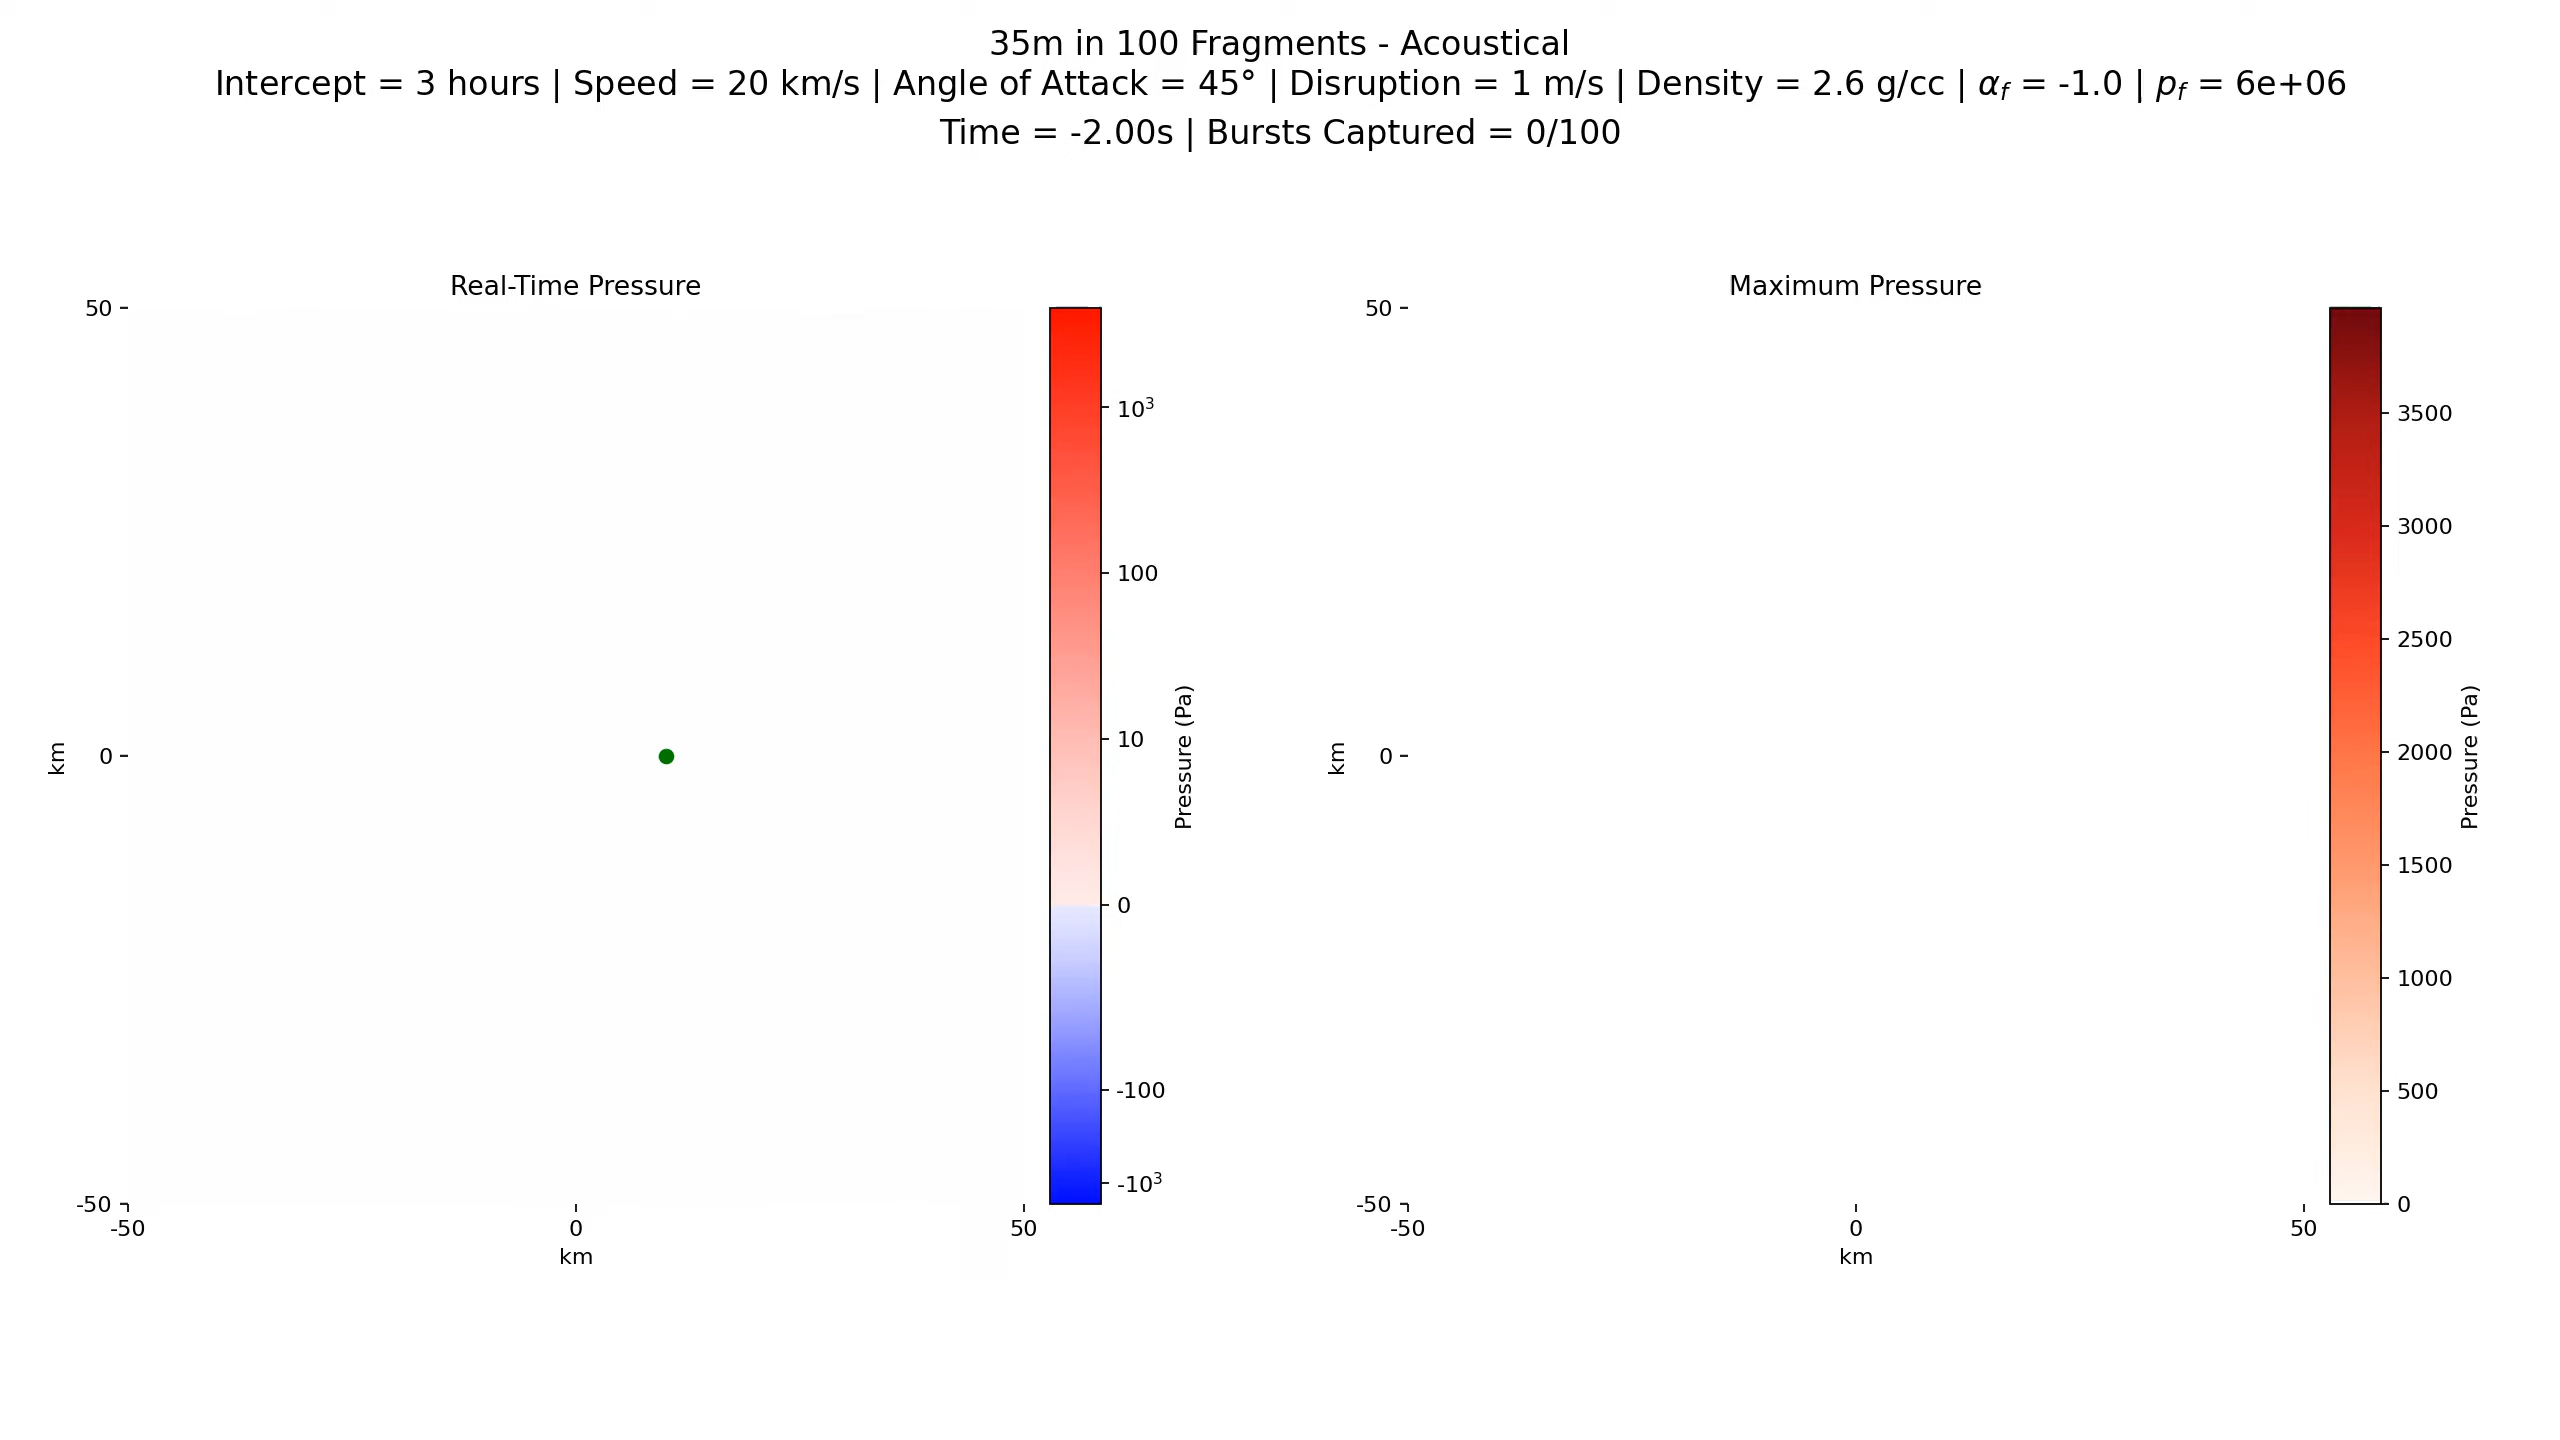 35m in 100 Fragments - Acoustical
Intercept = 3 hours | Speed = 20 km/s | Angle of Attack = 45° | Disruption = 1 m/s | Density = 2.6 g/cc | α_f = -1.0 | p_f = 6e+06
Time = -2.00s | Bursts Captured = 0/100
Real-Time Pressure
50
0
-50
km
-50
0
50
km
10³
100
10
0
-100
-10³
Pressure (Pa)
Maximum Pressure
50
0
-50
km
-50
0
50
km
3500
3000
2500
2000
1500
1000
500
0
Pressure (Pa)